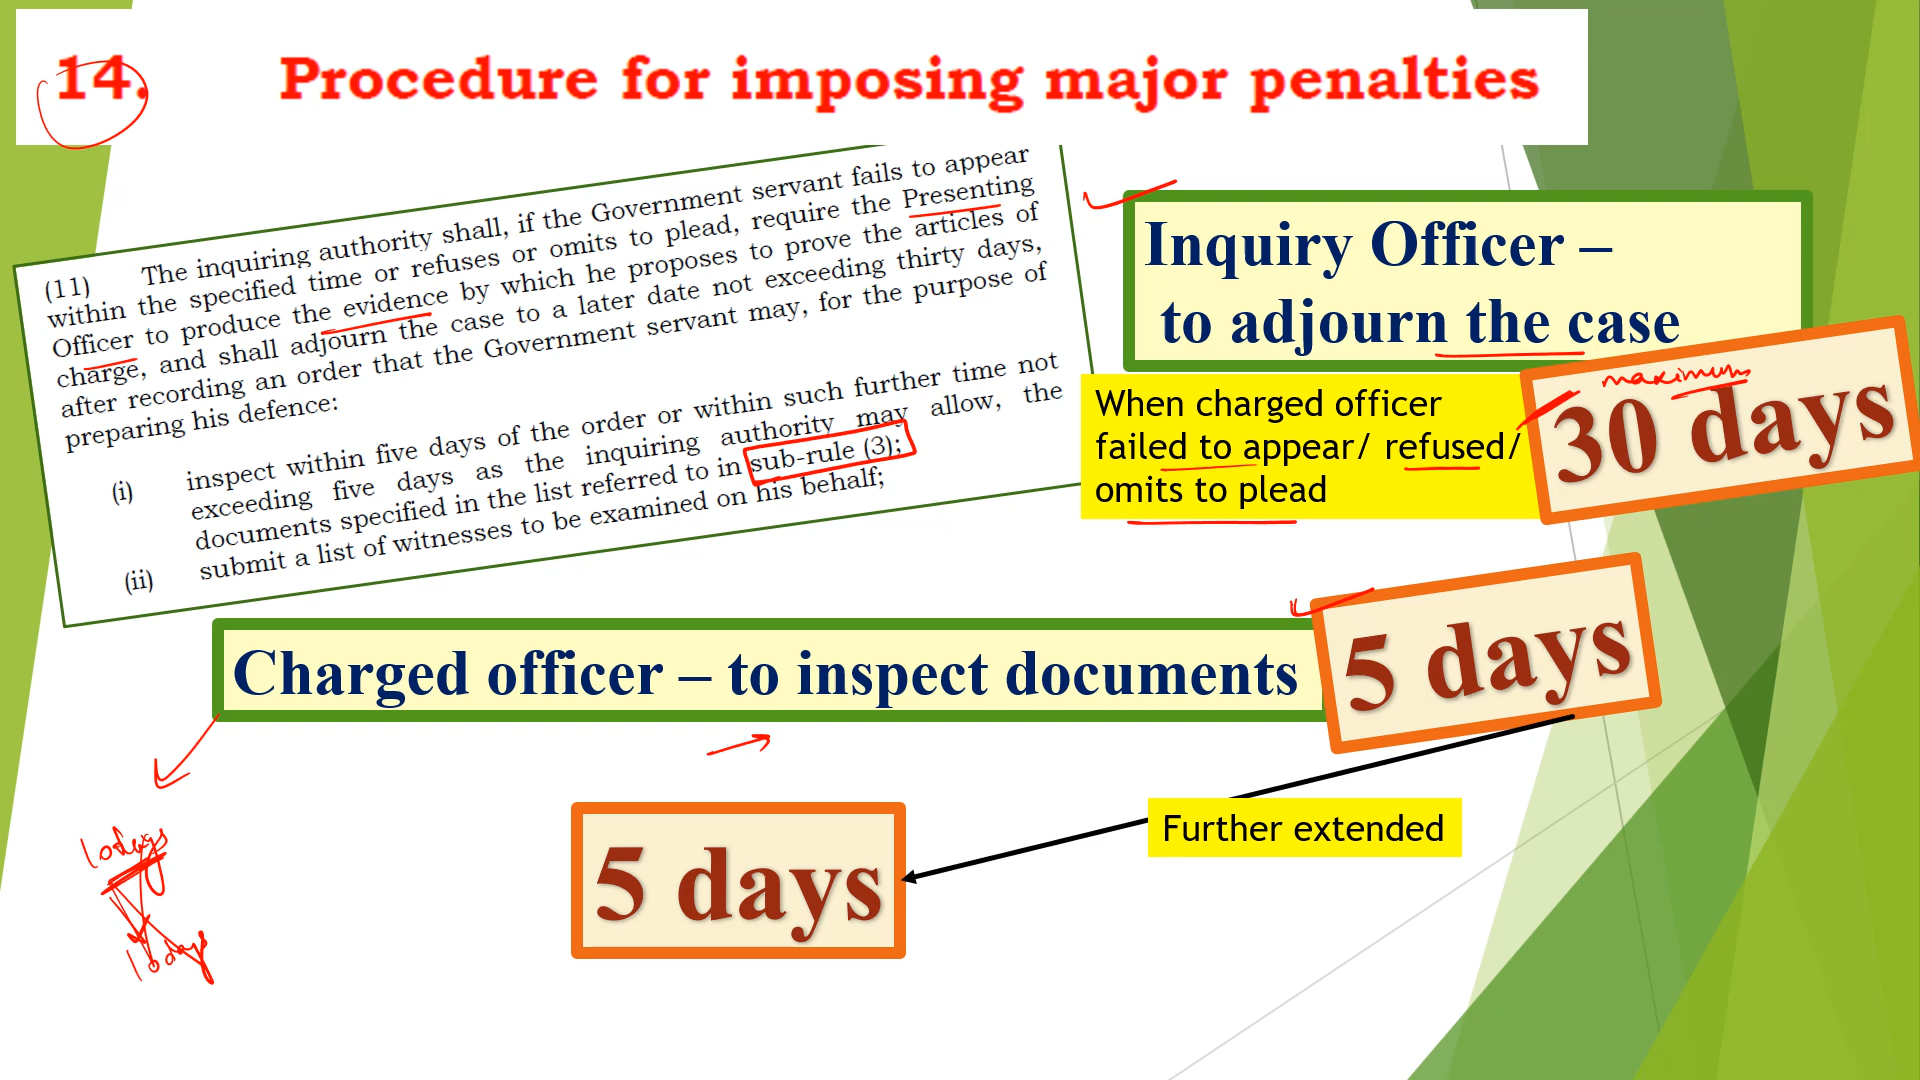 14. Procedure for imposing major penalties
(11) The inquiring authority shall, if the Government servant fails to appear
within the specified time or refuses or omits to plead, require the Presenting
Officer to produce the evidence by which he proposes to prove the articles of
charge, and shall adjourn the case to a later date not exceeding thirty days,
after recording an order that the Government servant may, for the purpose of
preparing his defence:
(i) inspect within five days of the order or within such further time not
exceeding five days as the inquiring authority may allow, the
documents specified in the list referred to in sub-rule (3);
(ii) submit a list of witnesses to be examined on his behalf;
Inquiry Officer –
to adjourn the case
When charged officer
failed to appear/ refused/
omits to plead
maximum
30 days
Charged officer – to inspect documents
5 days
Further extended
5 days
10 days
10 days